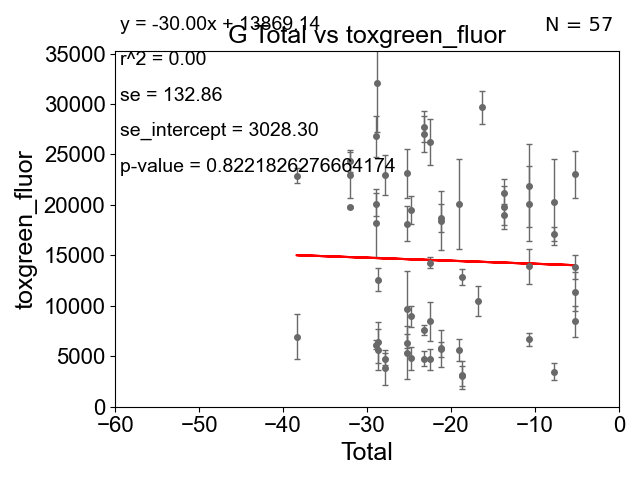 y = -30.00x + 13869.14
N = 57
G Total vs toxgreen_fluor
r^2 = 0.00
se = 132.86
se_intercept = 3028.30
p-value = 0.8221826276664174
toxgreen_fluor
35000
30000
25000
20000
15000
10000
5000
0
−60 −50 −40 −30 −20 −10 0
Total